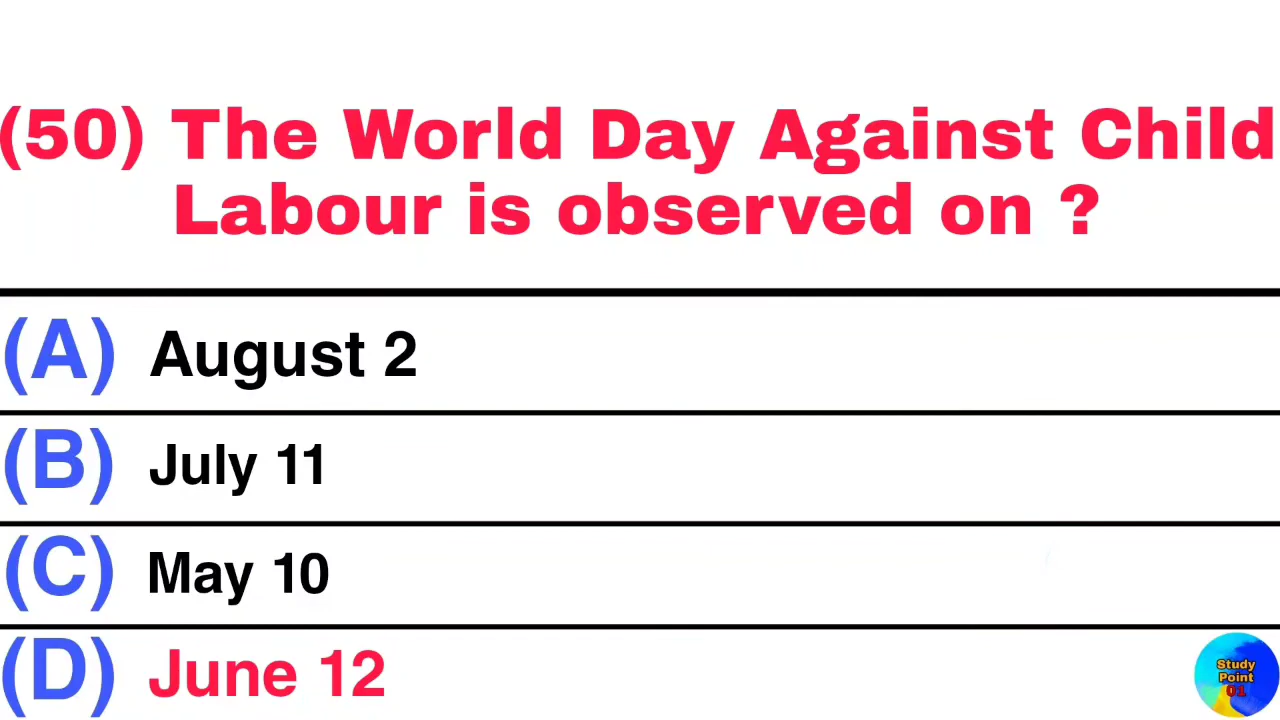 (50) The World Day Against Child
Labour is observed on ?
(A) August 2
(B) July 11
(C) May 10
(D) June 12
Study
Point
01